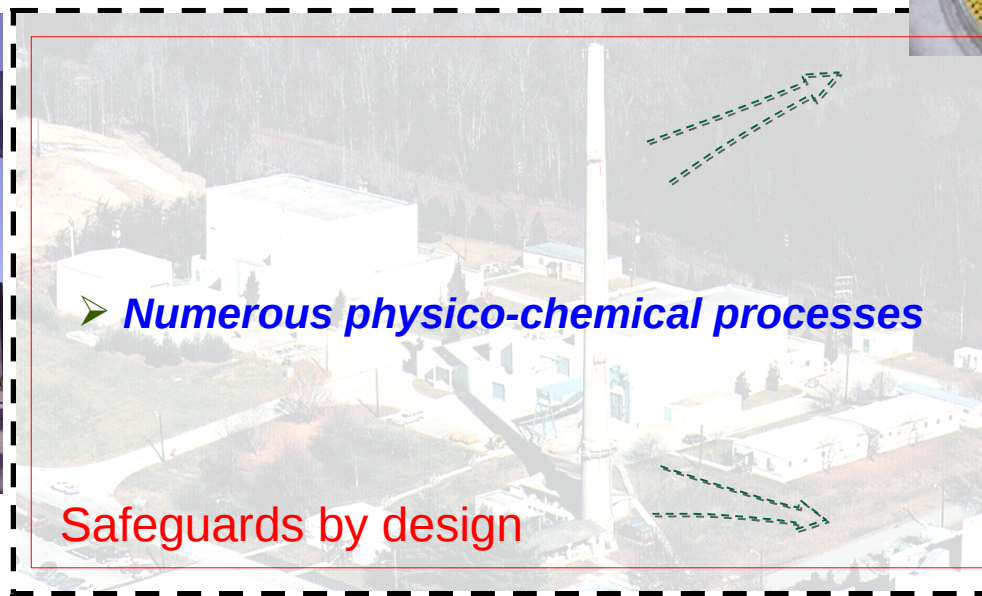 ➢ Numerous physico-chemical processes
Safeguards by design